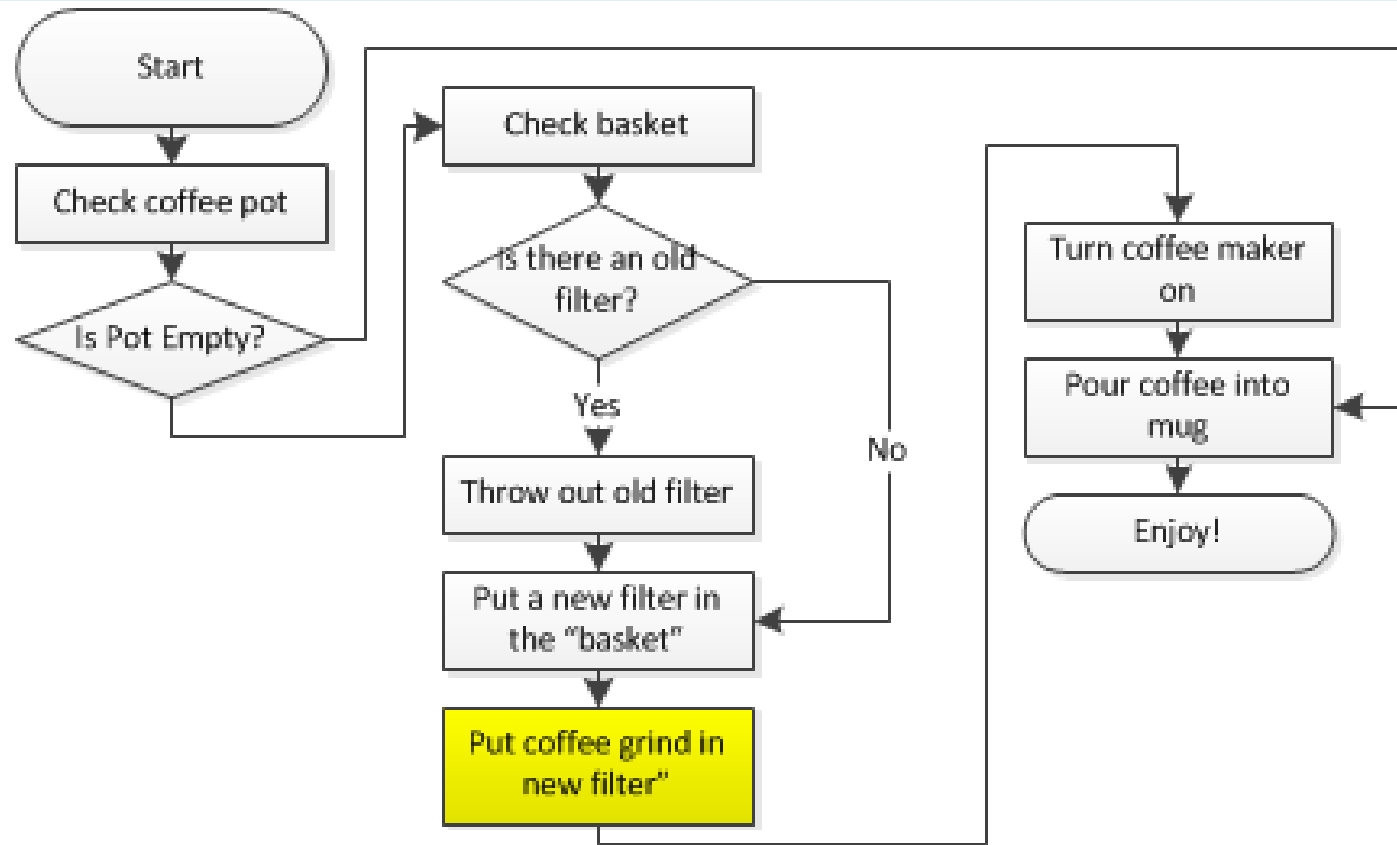 Start
Check coffee pot
Is Pot Empty?
Check basket
Is there an old
filter?
Yes
No
Throw out old filter
Put a new filter in
the “basket”
Put coffee grind in
new filter”
Turn coffee maker
on
Pour coffee into
mug
Enjoy!